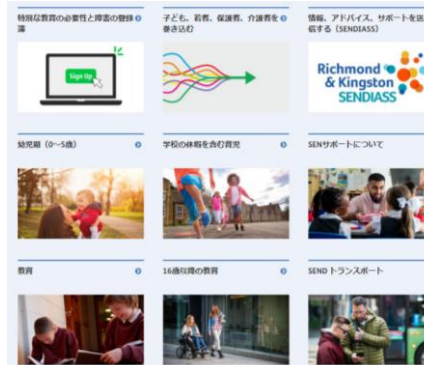 特別な教育の必要性と障害の登録
簿
子ども、若者、保護者、介護者を
巻き込む
情報、アドバイス、サポートを送
信する（SENDIASS）
Sign Up
Richmond
& Kingston
SENDIASS
幼児期（0～5歳）
学校の休暇を含む育児
SENサポートについて
教育
16歳以降の教育
SEND トランスポート